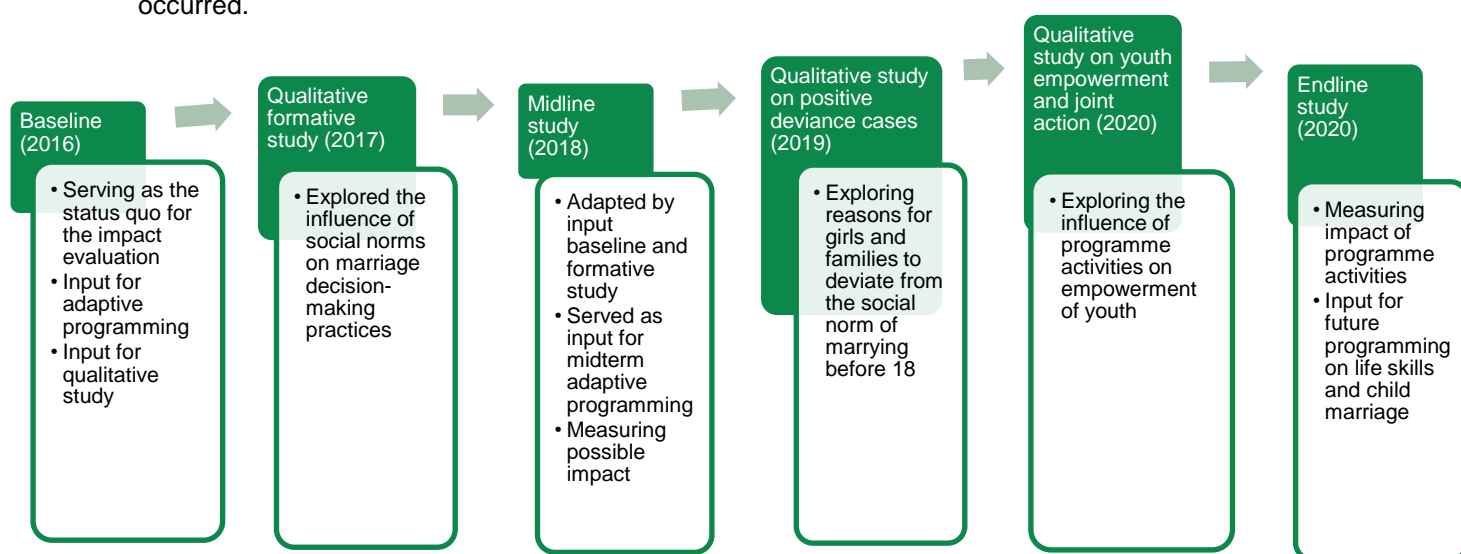 occurred.
Baseline
(2016)
• Serving as the
status quo for
the impact
evaluation
• Input for
adaptive
programming
• Input for
qualitative
study
Qualitative
formative
study (2017)
• Explored the
influence of
social norms
on marriage
decision-
making
practices
Midline
study
(2018)
• Adapted by
input
baseline and
formative
study
• Served as
input for
midterm
adaptive
programming
• Measuring
possible
impact
Qualitative study
on positive
deviance cases
(2019)
• Exploring
reasons for
girls and
families to
deviate from
the social
norm of
marrying
before 18
Qualitative
study on youth
empowerment
and joint
action (2020)
• Exploring the
influence of
programme
activities on
empowerment
of youth
Endline
study
(2020)
• Measuring
impact of
programme
activities
• Input for
future
programming
on life skills
and child
marriage